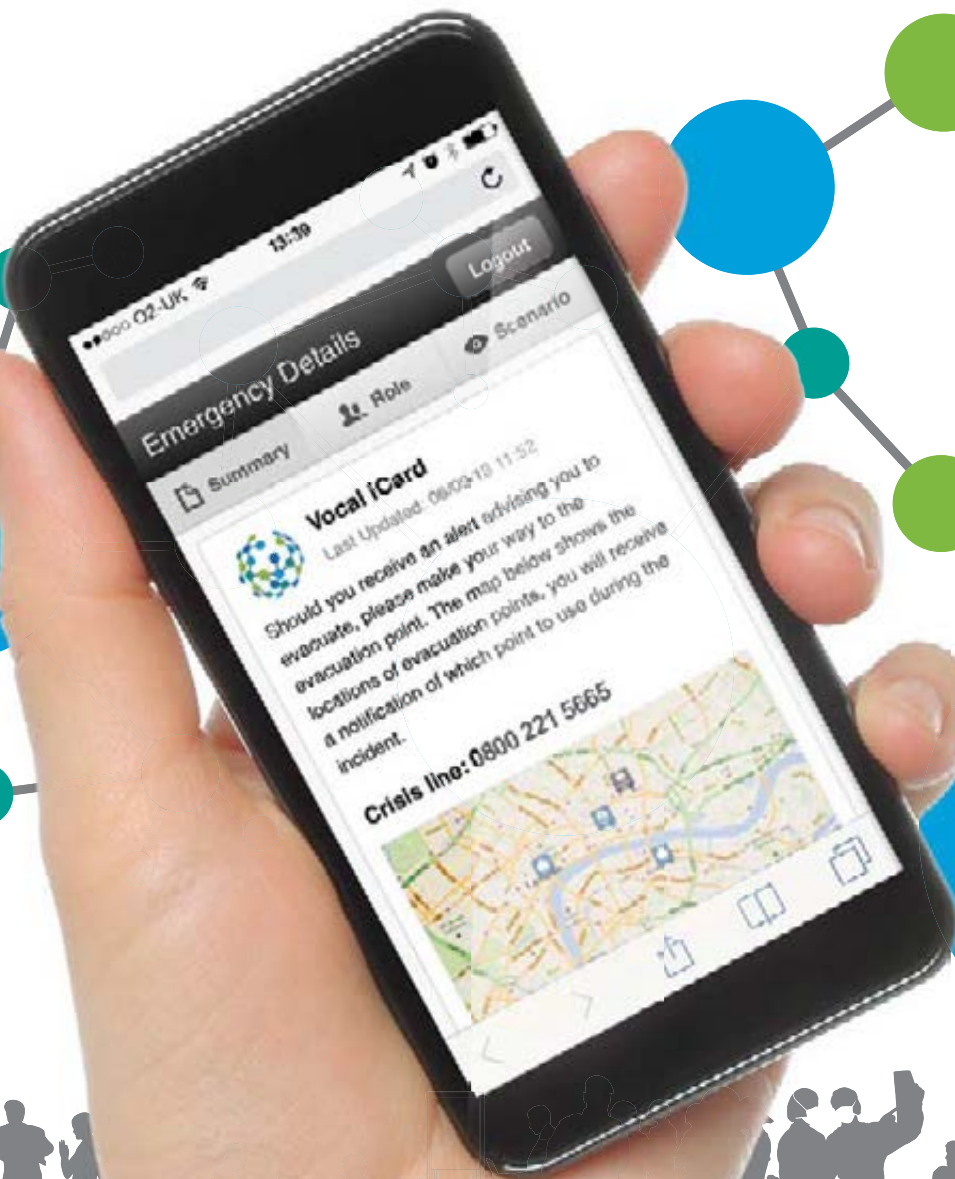 ●●○○○ O2-UK 13:39
Emergency Details
Logout
Summary
Role
Scenario
Vocal iCard
Last Updated: 06/03/13 11:52
Should you receive an alert advising you to
evacuate, please make your way to the
evacuation point. The map below shows the
locations of evacuation points, you will receive
a notification of which point to use during the
incident.
Crisis line: 0800 221 5665